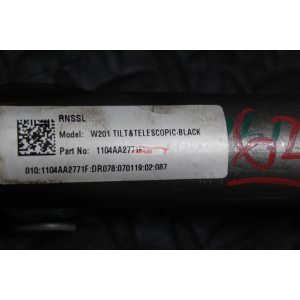 RNSSL
Model: W201 TILT&TELESCOPIC-BLACK
Part No: 1104AA2771F
010:1104AA2771F:DR078:070119:02:087